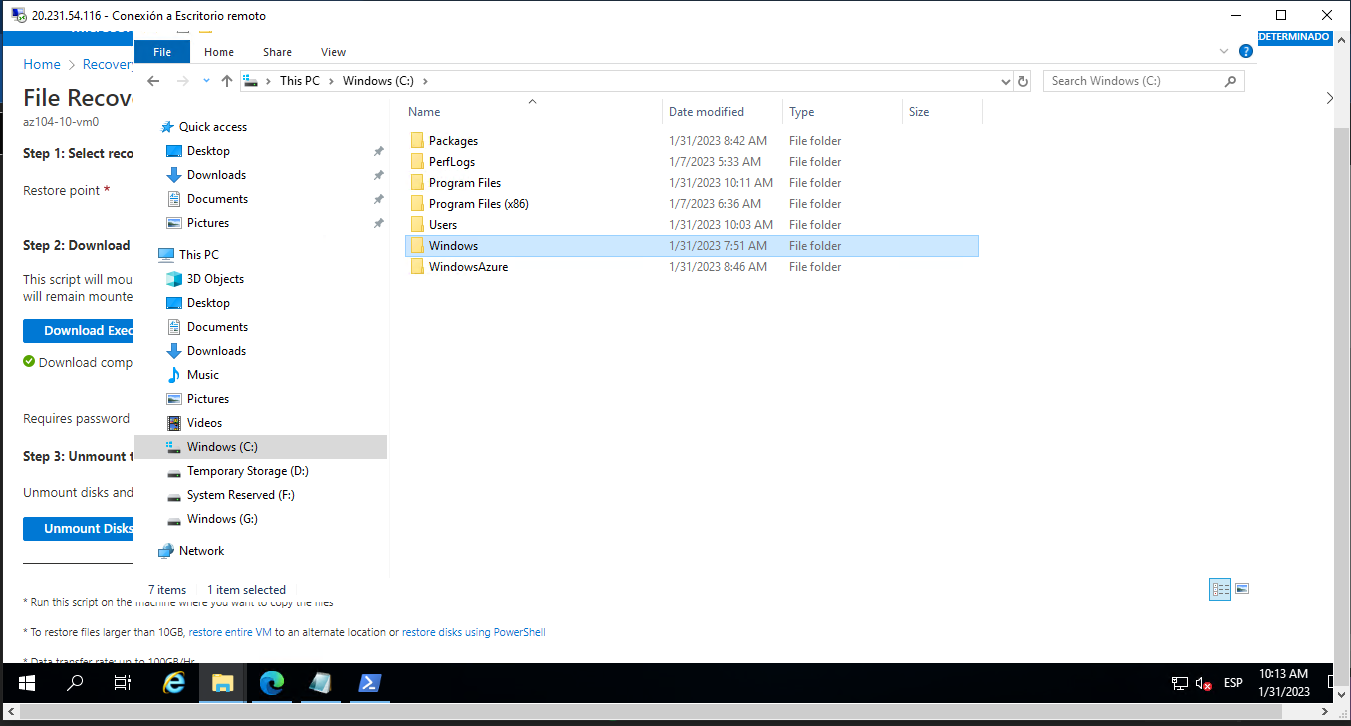 20.231.54.116 - Conexión a Escritorio remoto
DETERMINADO
File Home Share View
Home > Recovery
This PC > Windows (C:) >
Search Windows (C:)
File Recov
az104-10-vm0
Step 1: Select reco
Restore point *
Step 2: Download
This script will mou
will remain mounte
Download Exec
Download comp
Requires password
Step 3: Unmount t
Unmount disks and
Unmount Disks
Quick access
Desktop
Downloads
Documents
Pictures
This PC
3D Objects
Desktop
Documents
Downloads
Music
Pictures
Videos
Windows (C:)
Temporary Storage (D:)
System Reserved (F:)
Windows (G:)
Network
Name Date modified Type Size
Packages 1/31/2023 8:42 AM File folder
PerfLogs 1/7/2023 5:33 AM File folder
Program Files 1/31/2023 10:11 AM File folder
Program Files (x86) 1/7/2023 6:36 AM File folder
Users 1/31/2023 10:03 AM File folder
Windows 1/31/2023 7:51 AM File folder
WindowsAzure 1/31/2023 8:46 AM File folder
7 items 1 item selected
* Run this script on the machine where you want to copy the files
* To restore files larger than 10GB, restore entire VM to an alternate location or restore disks using PowerShell
* Data transfer rate: up to 100GB/Hr
ESP
10:13 AM
1/31/2023